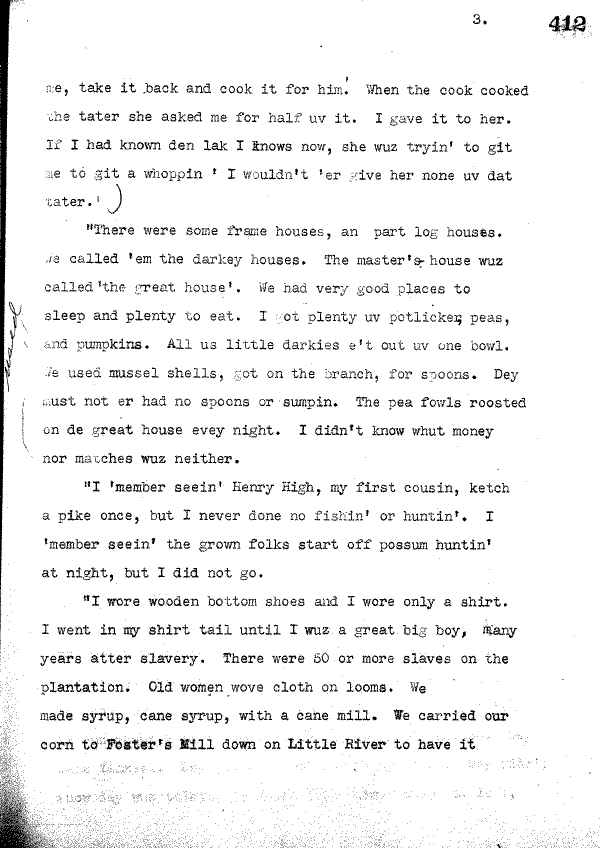 3. 412
me, take it back and cook it for him.' When the cook cooked
the tater she asked me for half uv it. I gave it to her.
If I had known den lak I knows now, she wuz tryin' to git
me to git a whoppin ' I wouldn't 'er give her none uv dat
tater.' )
"There were some frame houses, an part log houses.
We called 'em the darkey houses. The master's house wuz
called 'the great house'. We had very good places to
sleep and plenty to eat. I got plenty uv potlicker, peas,
and pumpkins. All us little darkies e't out uv one bowl.
We used mussel shells, got on the branch, for spoons. Dey
must not er had no spoons or sumpin. The pea fowls roosted
on de great house evey night. I didn't know whut money
nor matches wuz neither.
"I 'member seein' Henry High, my first cousin, ketch
a pike once, but I never done no fishin' or huntin'. I
'member seein' the grown folks start off possum huntin'
at night, but I did not go.
"I wore wooden bottom shoes and I wore only a shirt.
I went in my shirt tail until I wuz a great big boy, many
years atter slavery. There were 50 or more slaves on the
plantation. Old women wove cloth on looms. We
made syrup, cane syrup, with a cane mill. We carried our
corn to Foster's Mill down on Little River to have it